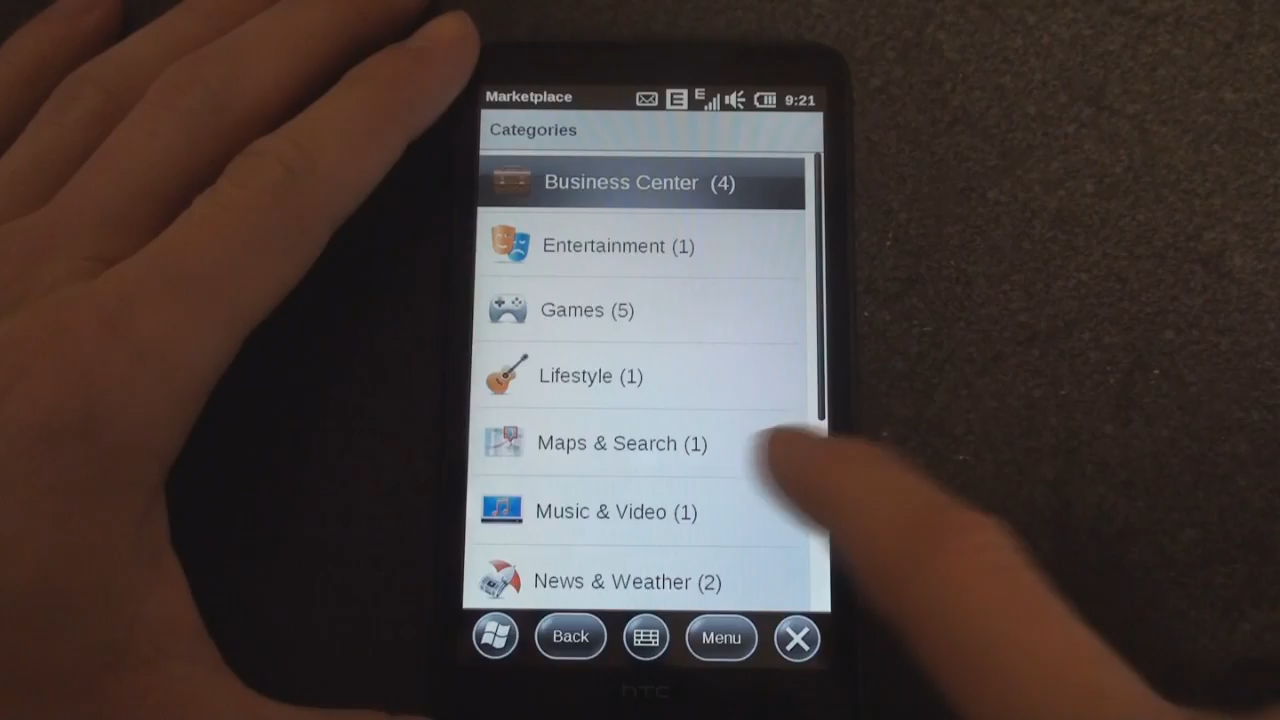 Marketplace E E 9:21
Categories
Business Center (4)
Entertainment (1)
Games (5)
Lifestyle (1)
Maps & Search (1)
Music & Video (1)
News & Weather (2)
Back Menu
hTC